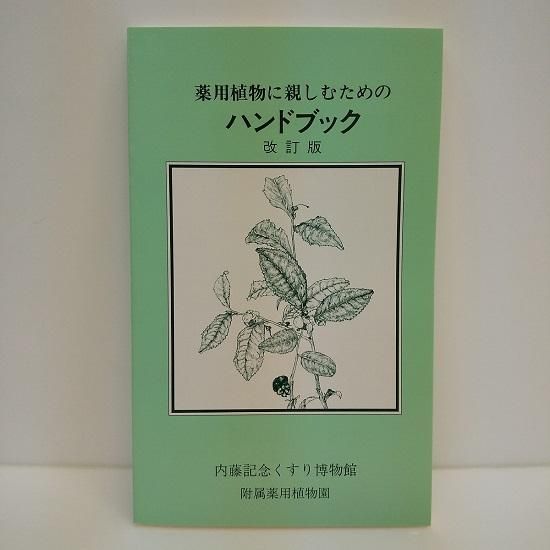 薬用植物に親しむための
ハンドブック
改訂版
内藤記念くすり博物館
附属薬用植物園